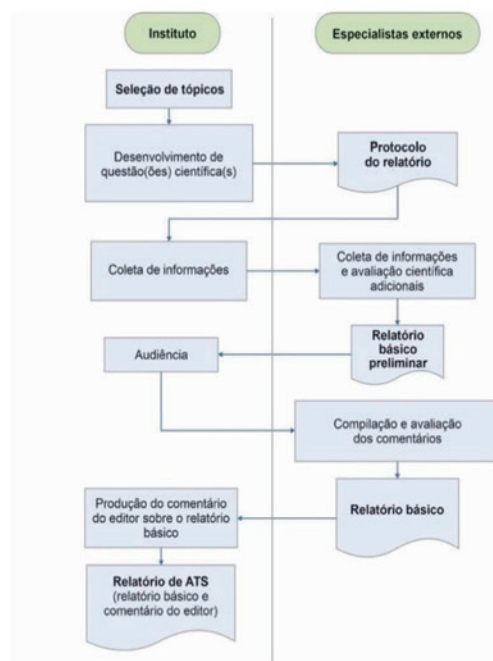 Instituto
Especialistas externos
Seleção de tópicos
Desenvolvimento de
questão(ões) científica(s)
Protocolo
do relatório
Coleta de informações
Coleta de informações
e avaliação científica
adicionais
Audiência
Relatório
básico
preliminar
Compilação e avaliação
dos comentários
Produção do comentário
do editor sobre o relatório
básico
Relatório básico
Relatório de ATS
(relatório básico e
comentário do editor)